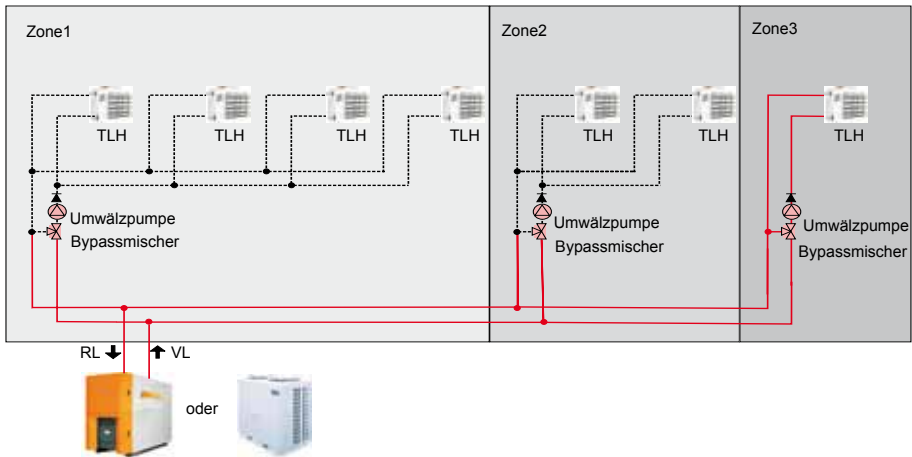 Zone1
Zone2
Zone3
TLH
TLH
TLH
TLH
TLH
TLH
TLH
Umwälzpumpe
Bypassmischer
Umwälzpumpe
Bypassmischer
Umwälzpumpe
Bypassmischer
RL
VL
oder